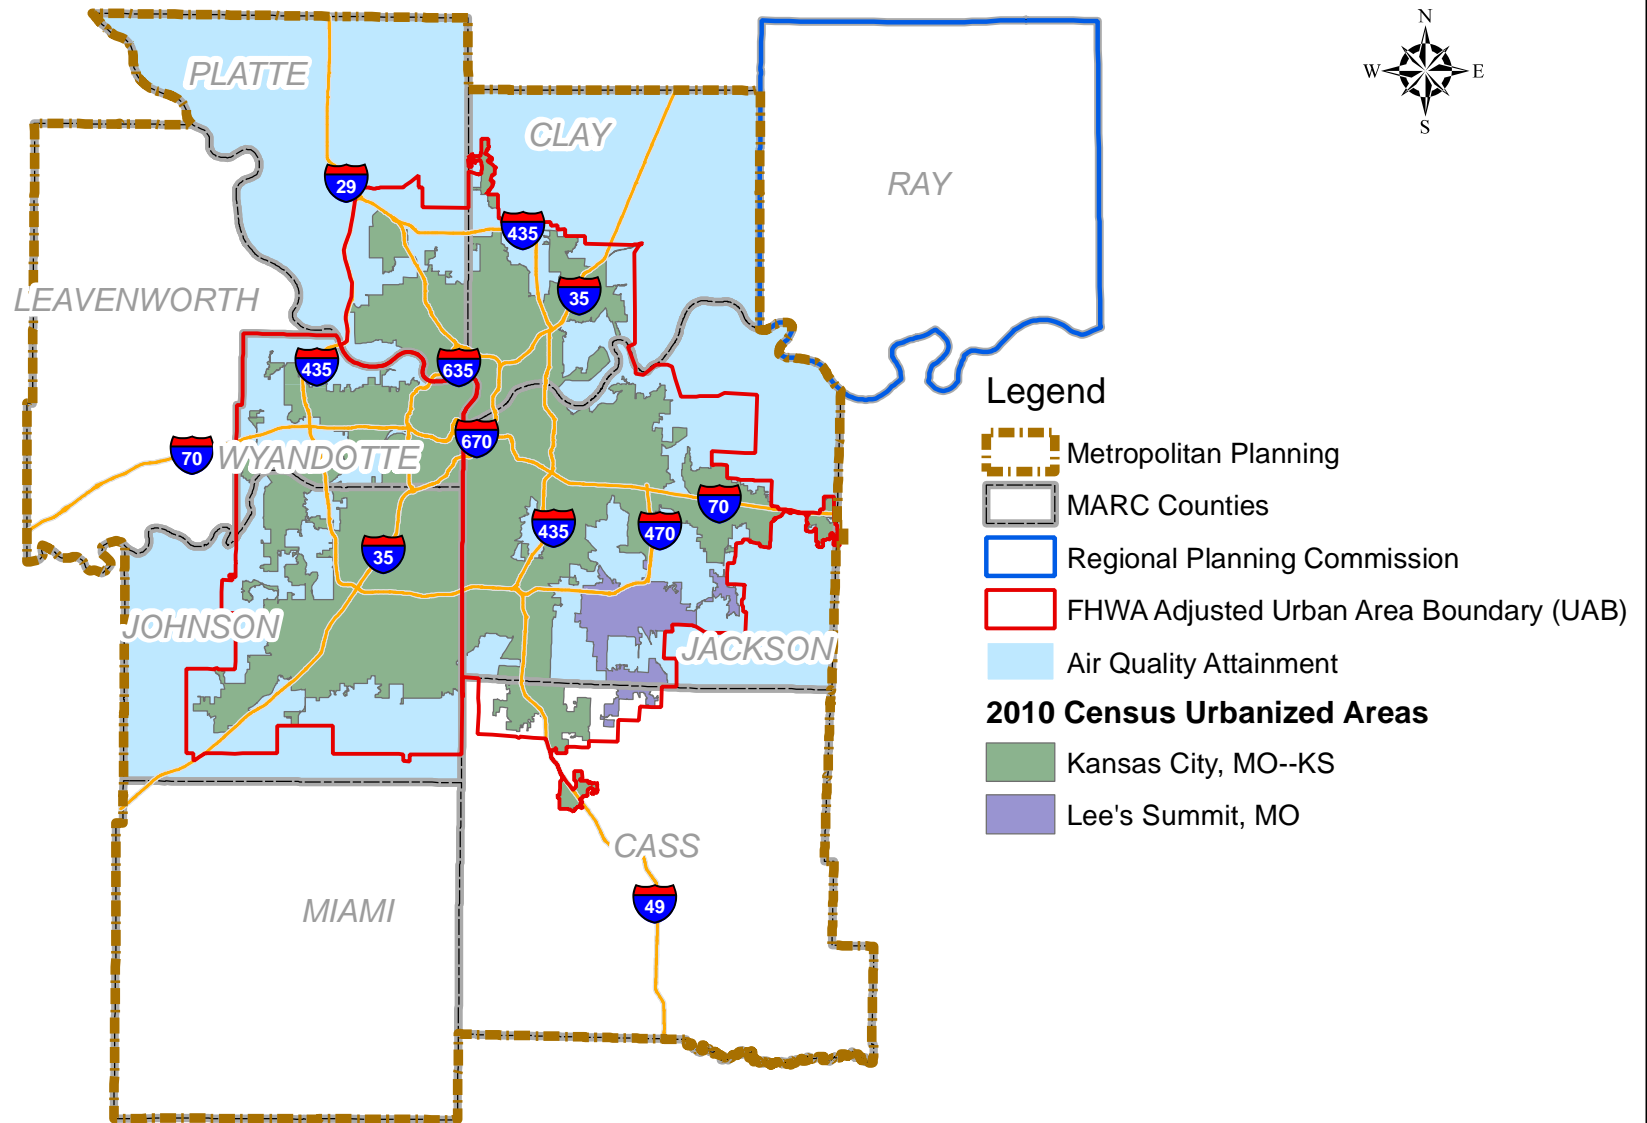 N
W E
S
PLATTE
CLAY
RAY
29
435
LEAVENWORTH
35
435
635
670
70
WYANDOTTE
70
435
470
35
JOHNSON
JACKSON
CASS
MIAMI
49
Legend
Metropolitan Planning
MARC Counties
Regional Planning Commission
FHWA Adjusted Urban Area Boundary (UAB)
Air Quality Attainment
2010 Census Urbanized Areas
Kansas City, MO--KS
Lee's Summit, MO